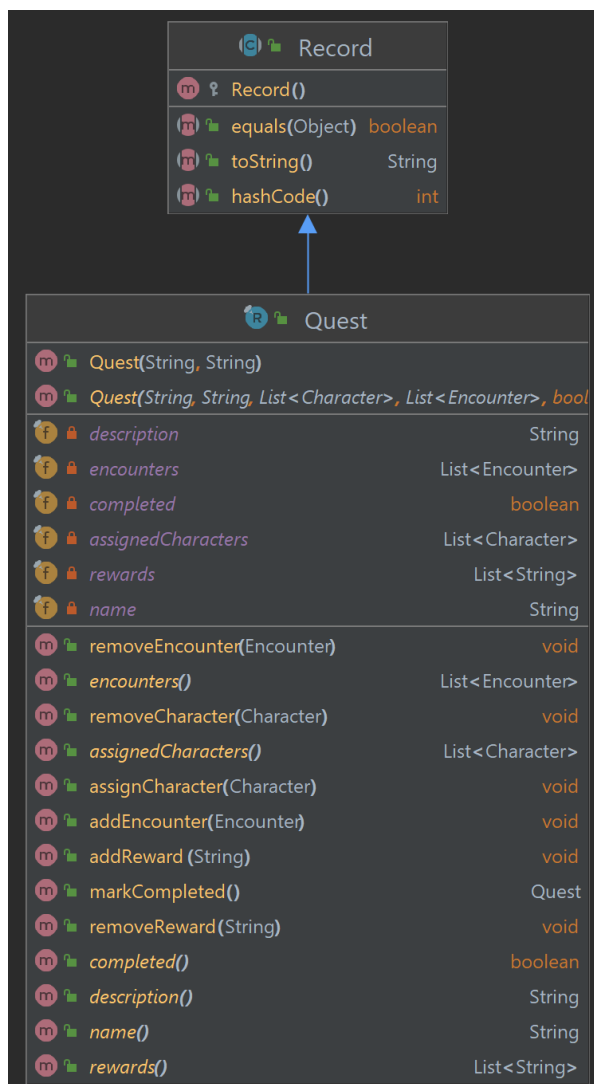 Record
Record()
equals(Object) boolean
toString() String
hashCode() int
Quest
Quest(String, String)
Quest(String, String, List<Character>, List<Encounter>, bool
description String
encounters List<Encounter>
completed boolean
assignedCharacters List<Character>
rewards List<String>
name String
removeEncounter(Encounter) void
encounters() List<Encounter>
removeCharacter(Character) void
assignedCharacters() List<Character>
assignCharacter(Character) void
addEncounter(Encounter) void
addReward(String) void
markCompleted() Quest
removeReward(String) void
completed() boolean
description() String
name() String
rewards() List<String>